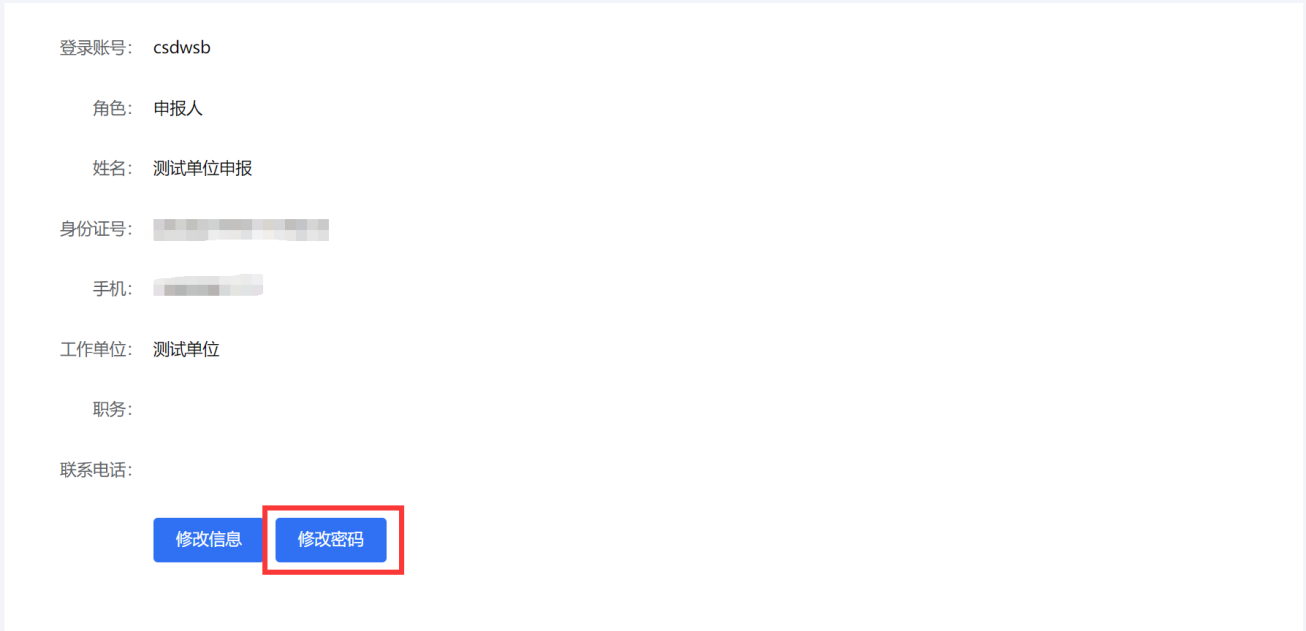 登录账号： csdwsb
角色： 申报人
姓名： 测试单位申报
身份证号：
手机：
工作单位： 测试单位
职务：
联系电话：
修改信息 修改密码